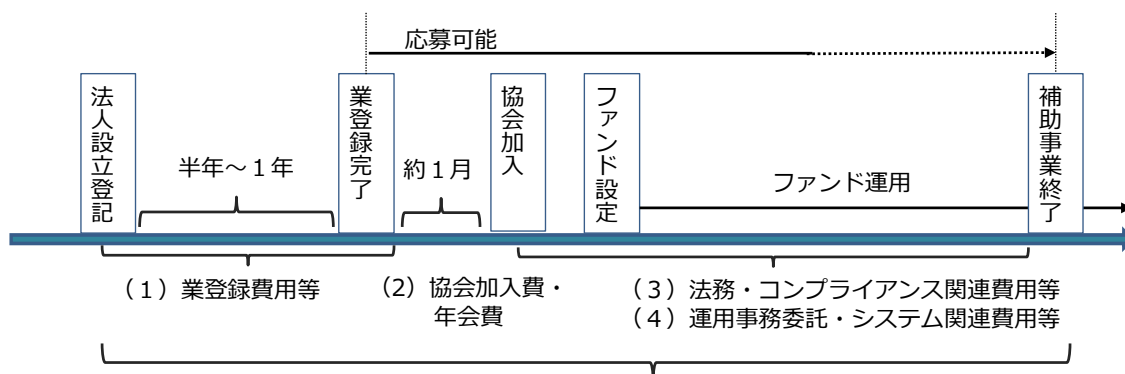 応募可能
法人設立登記
業登録完了
協会加入
ファンド設定
補助事業終了
半年～１年
約１月
ファンド運用
（１）業登録費用等
（2）協会加入費・
年会費
（３）法務・コンプライアンス関連費用等
（４）運用事務委託・システム関連費用等